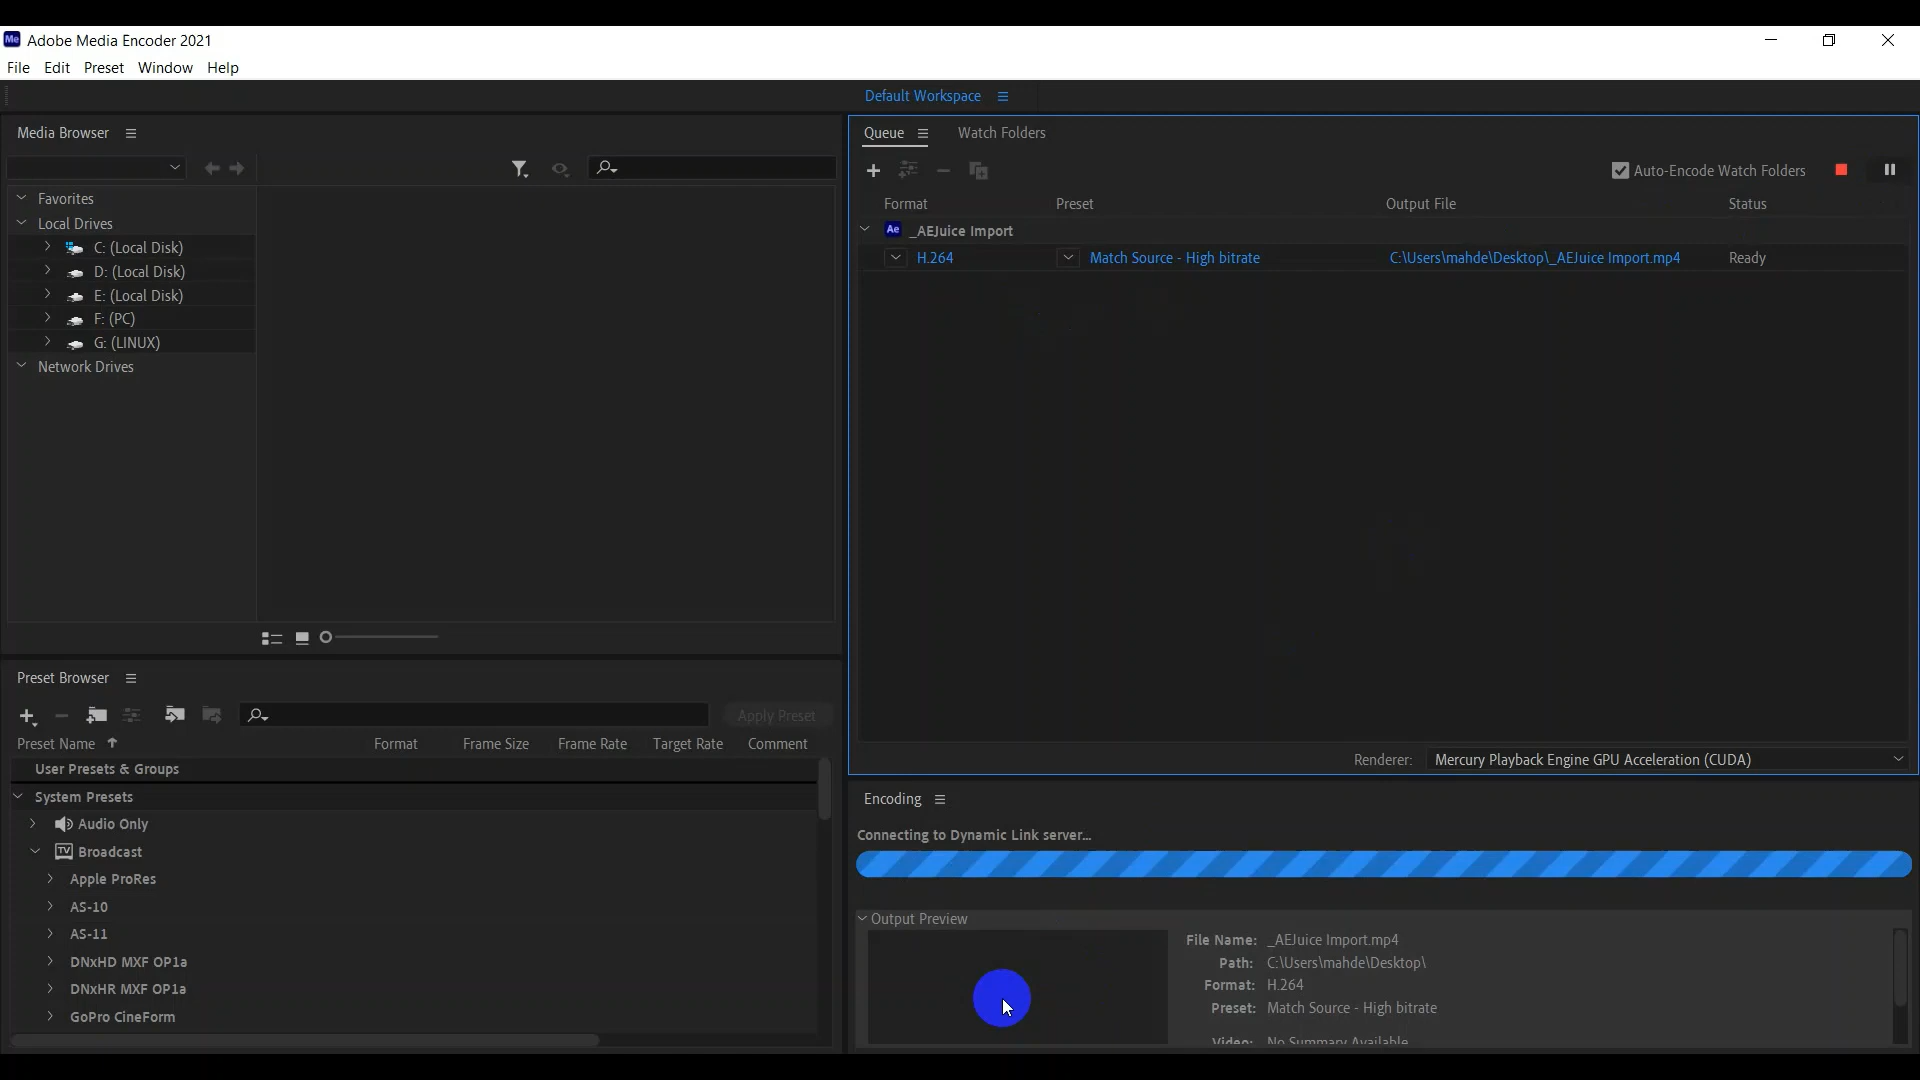 Me Adobe Media Encoder 2021
File Edit Preset Window Help
Default Workspace
Media Browser
Favorites
Local Drives
C: (Local Disk)
D: (Local Disk)
E: (Local Disk)
F: (PC)
G: (LINUX)
Network Drives
Queue Watch Folders
Auto-Encode Watch Folders
Format Preset Output File Status
Ae _AEJuice Import
H.264 Match Source - High bitrate C:\Users\mahde\Desktop\_AEJuice Import.mp4 Ready
Renderer: Mercury Playback Engine GPU Acceleration (CUDA)
Preset Browser
Apply Preset
Preset Name Format Frame Size Frame Rate Target Rate Comment
User Presets & Groups
System Presets
Audio Only
TV Broadcast
Apple ProRes
AS-10
AS-11
DNxHD MXF OP1a
DNxHR MXF OP1a
GoPro CineForm
Encoding
Connecting to Dynamic Link server...
Output Preview
File Name: _AEJuice Import.mp4
Path: C:\Users\mahde\Desktop\
Format: H.264
Preset: Match Source - High bitrate
Video: No Summary Available